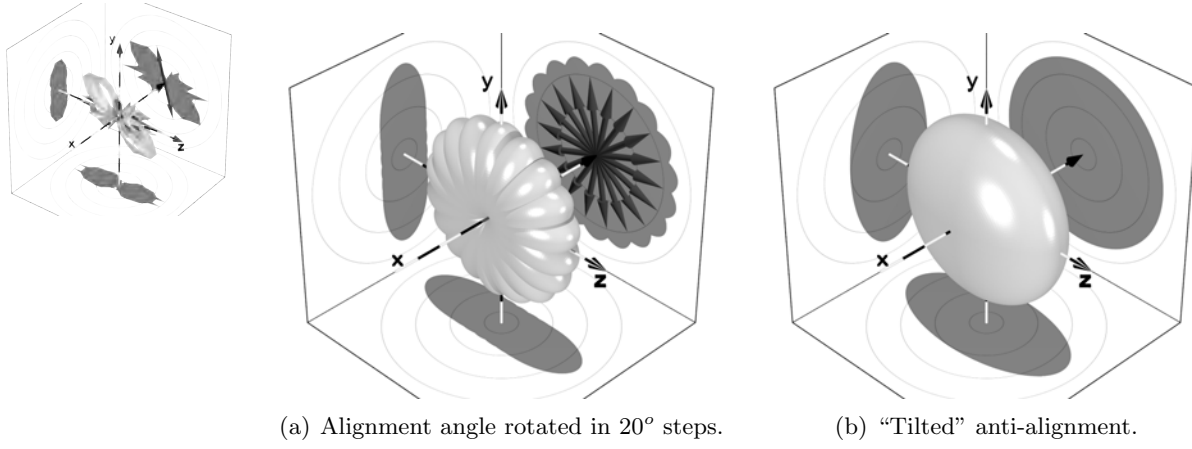 y
x
z
y
x
z
y
x
z
(a) Alignment angle rotated in 20° steps.
(b) “Tilted” anti-alignment.